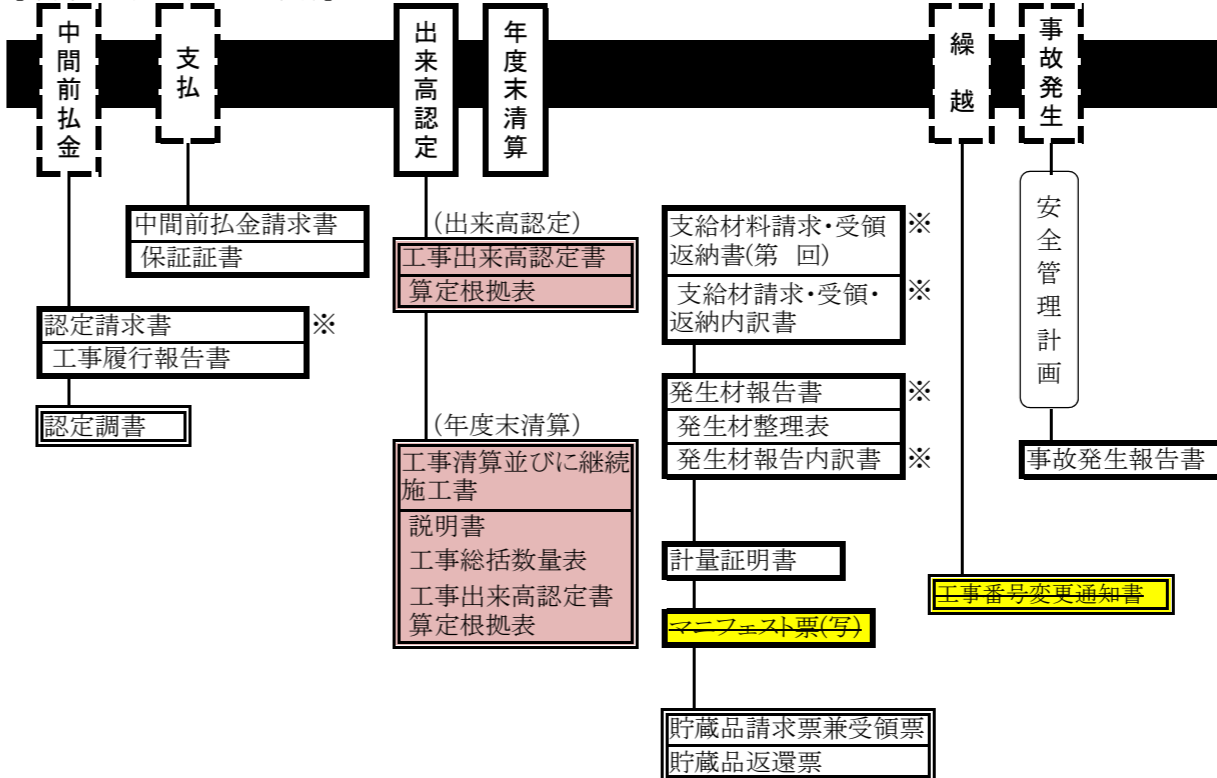 中間前払金
支払
出来高認定
年度末清算
繰越
事故発生
中間前払金請求書
保証証書
認定請求書
※
工事履行報告書
認定調書
(出来高認定)
工事出来高認定書
算定根拠表
(年度末清算)
工事清算並びに継続
施工書
説明書
工事総括数量表
工事出来高認定書
算定根拠表
支給材料請求・受領
※
返納書(第 回)
支給材請求・受領・
※
返納内訳書
発生材報告書
※
発生材整理表
発生材報告内訳書
※
計量証明書
マニフェスト票(写)
貯蔵品請求票兼受領票
貯蔵品返還票
工事番号変更通知書
安全管理計画
事故発生報告書